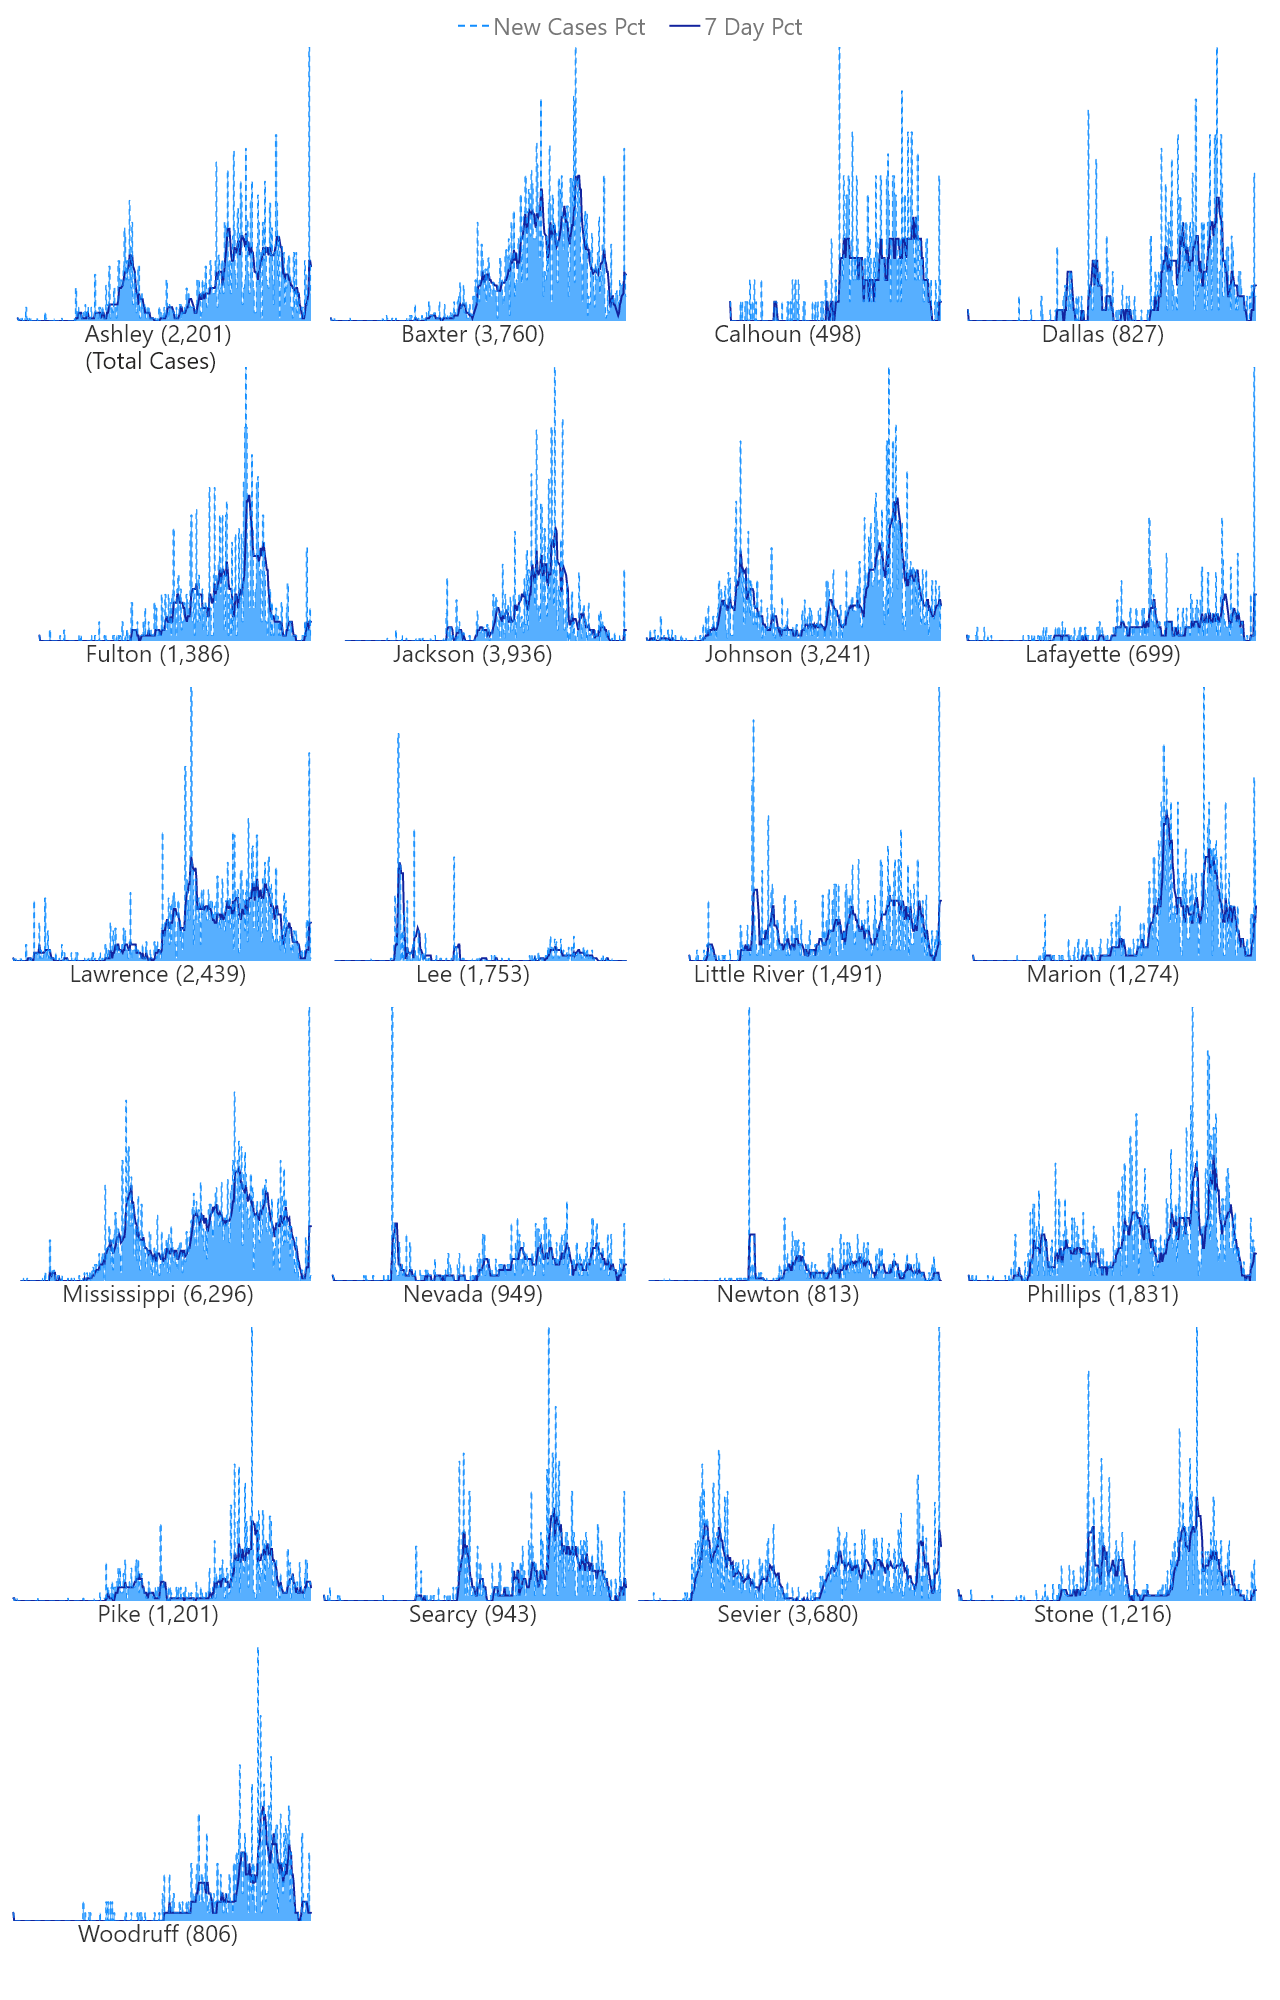 New Cases Pct 7 Day Pct
Ashley (2,201)
(Total Cases)
Baxter (3,760)
Calhoun (498)
Dallas (827)
Fulton (1,386)
Jackson (3,936)
Johnson (3,241)
Lafayette (699)
Lawrence (2,439)
Lee (1,753)
Little River (1,491)
Marion (1,274)
Mississippi (6,296)
Nevada (949)
Newton (813)
Phillips (1,831)
Pike (1,201)
Searcy (943)
Sevier (3,680)
Stone (1,216)
Woodruff (806)